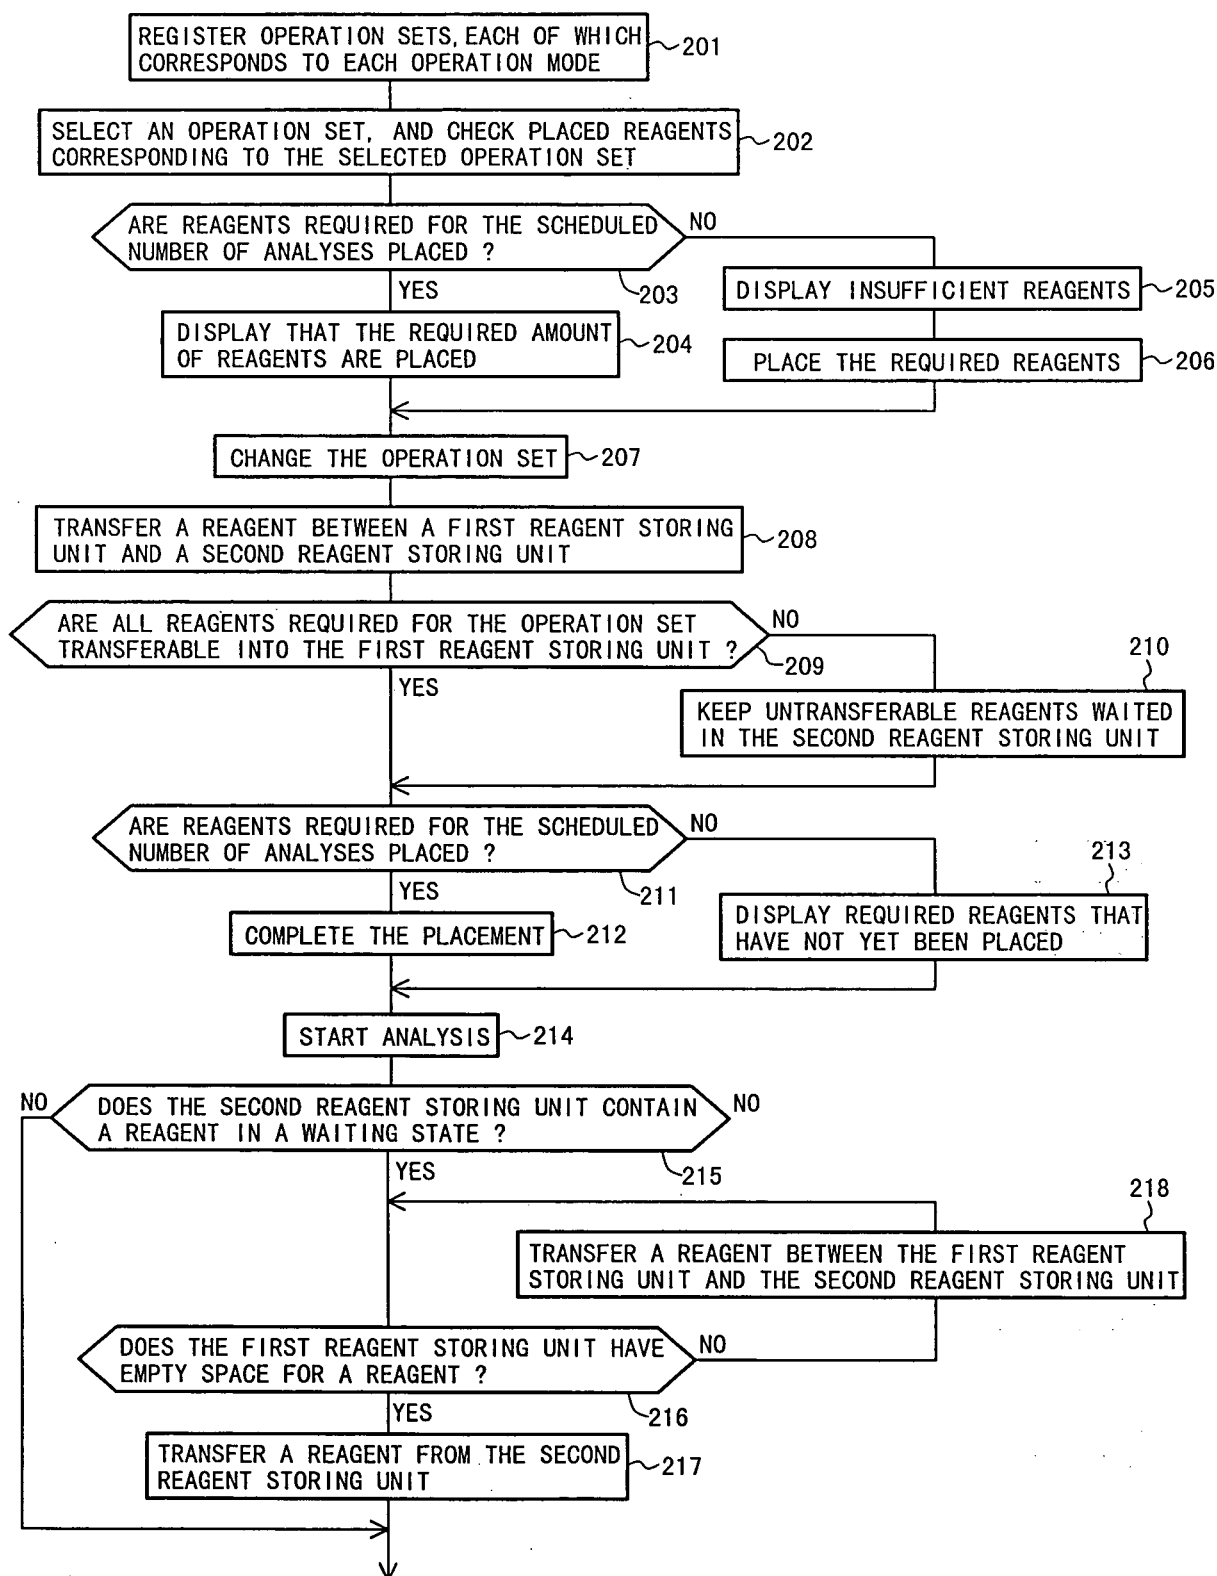 REGISTER OPERATION SETS, EACH OF WHICH
CORRESPONDS TO EACH OPERATION MODE
201
SELECT AN OPERATION SET, AND CHECK PLACED REAGENTS
CORRESPONDING TO THE SELECTED OPERATION SET
202
ARE REAGENTS REQUIRED FOR THE SCHEDULED
NUMBER OF ANALYSES PLACED ?
NO
203
YES
DISPLAY INSUFFICIENT REAGENTS
205
DISPLAY THAT THE REQUIRED AMOUNT
OF REAGENTS ARE PLACED
204
PLACE THE REQUIRED REAGENTS
206
CHANGE THE OPERATION SET
207
TRANSFER A REAGENT BETWEEN A FIRST REAGENT STORING
UNIT AND A SECOND REAGENT STORING UNIT
208
ARE ALL REAGENTS REQUIRED FOR THE OPERATION SET
TRANSFERABLE INTO THE FIRST REAGENT STORING UNIT ?
NO
209
YES
210
KEEP UNTRANSFERABLE REAGENTS WAITED
IN THE SECOND REAGENT STORING UNIT
ARE REAGENTS REQUIRED FOR THE SCHEDULED
NUMBER OF ANALYSES PLACED ?
NO
211
YES
213
DISPLAY REQUIRED REAGENTS THAT
HAVE NOT YET BEEN PLACED
COMPLETE THE PLACEMENT
212
START ANALYSIS
214
NO
DOES THE SECOND REAGENT STORING UNIT CONTAIN
A REAGENT IN A WAITING STATE ?
NO
215
YES
218
TRANSFER A REAGENT BETWEEN THE FIRST REAGENT
STORING UNIT AND THE SECOND REAGENT STORING UNIT
DOES THE FIRST REAGENT STORING UNIT HAVE
EMPTY SPACE FOR A REAGENT ?
NO
216
YES
TRANSFER A REAGENT FROM THE SECOND
REAGENT STORING UNIT
217